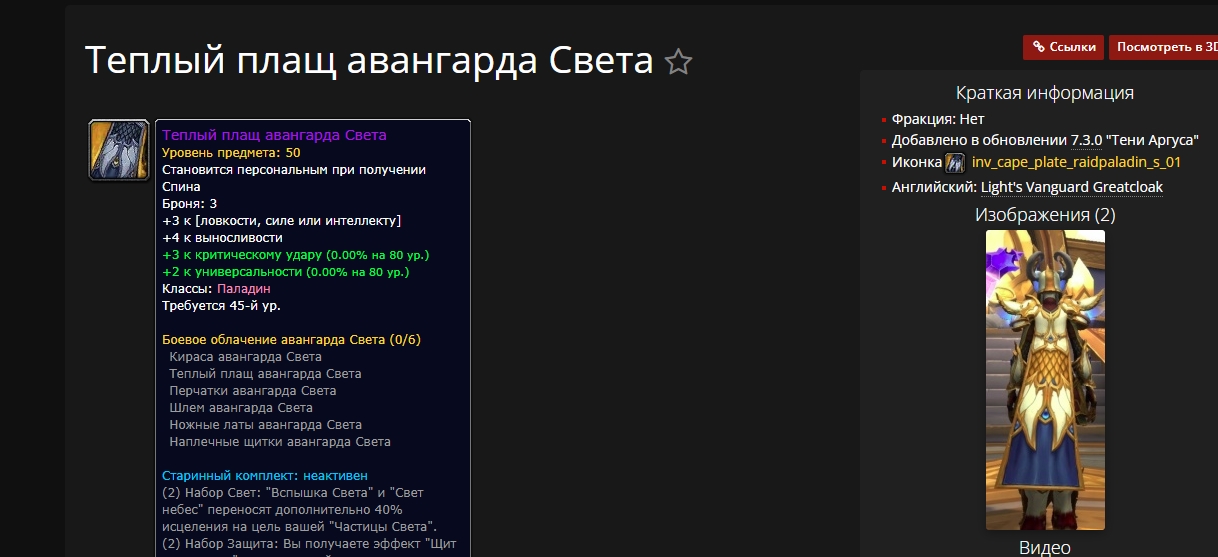 Теплый плащ авангарда Света
Ссылки
Посмотреть в 3D
Теплый плащ авангарда Света
Уровень предмета: 50
Становится персональным при получении
Спина
Броня: 3
+3 к [ловкости, силе или интеллекту]
+4 к выносливости
+3 к критическому удару (0.00% на 80 ур.)
+2 к универсальности (0.00% на 80 ур.)
Классы: Паладин
Требуется 45-й ур.
Боевое облачение авангарда Света (0/6)
Кираса авангарда Света
Теплый плащ авангарда Света
Перчатки авангарда Света
Шлем авангарда Света
Ножные латы авангарда Света
Наплечные щитки авангарда Света
Старинный комплект: неактивен
(2) Набор Свет: "Вспышка Света" и "Свет
небес" переносят дополнительно 40%
исцеления на цель вашей "Частицы Света".
(2) Набор Защита: Вы получаете эффект "Щит
Краткая информация
Фракция: Нет
Добавлено в обновлении 7.3.0 "Тени Аргуса"
Иконка inv_cape_plate_raidpaladin_s_01
Английский: Light's Vanguard Greatcloak
Изображения (2)
Видео